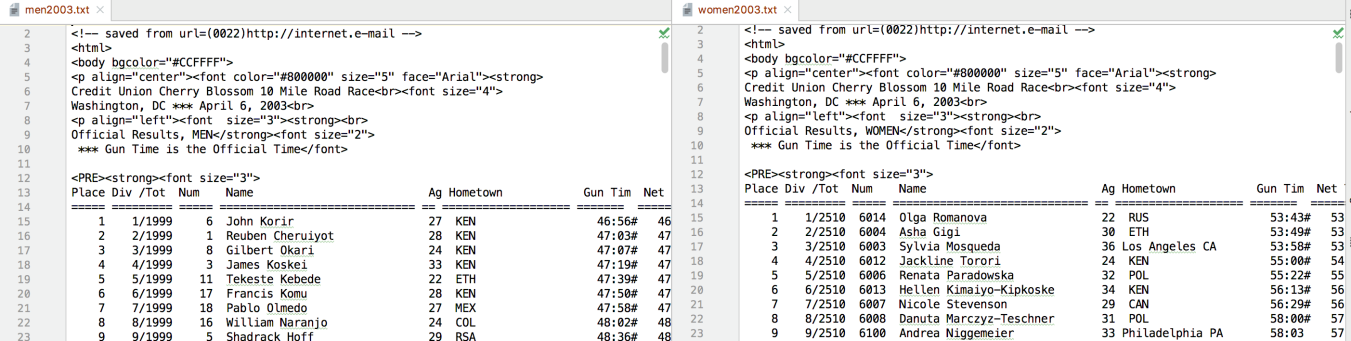 men2003.txt
2 <!-- saved from url=(0022)http://internet.e-mail -->
3 <html>
4 <body bgcolor="#CCFFFF">
5 <p align="center"><font color="#800000" size="5" face="Arial"><strong>
6 Credit Union Cherry Blossom 10 Mile Road Race<br><font size="4">
7 Washington, DC *** April 6, 2003<br>
8 <p align="left"><font  size="3"><strong><br>
9 Official Results, MEN</strong><font size="2">
10  *** Gun Time is the Official Time</font>
11
12 <PRE><strong><font size="3">
13 Place Div /Tot  Num    Name                        Ag Hometown             Gun Tim  Net
14 ===== ========= ===== =========================== == ==================== =======  =====
15     1    1/1999     6  John Korir                  27 KEN                  46:56#  46
16     2    2/1999     1  Reuben Cheruiyot            28 KEN                  47:03#  47
17     3    3/1999     8  Gilbert Okari               24 KEN                  47:07#  47
18     4    4/1999     3  James Koskei                33 KEN                  47:19#  47
19     5    5/1999    11  Tekeste Kebede              22 ETH                  47:39#  47
20     6    6/1999    17  Francis Komu                28 KEN                  47:50#  47
21     7    7/1999    18  Pablo Olmedo                27 MEX                  47:58#  47
22     8    8/1999    16  William Naranjo             24 COL                  48:02#  48
23     9    9/1999     5  Shadrack Hoff               29 RSA                  48:36#  48
women2003.txt
2 <!-- saved from url=(0022)http://internet.e-mail -->
3 <html>
4 <body bgcolor="#CCFFFF">
5 <p align="center"><font color="#800000" size="5" face="Arial"><strong>
6 Credit Union Cherry Blossom 10 Mile Road Race<br><font size="4">
7 Washington, DC *** April 6, 2003<br>
8 <p align="left"><font  size="3"><strong><br>
9 Official Results, WOMEN</strong><font size="2">
10  *** Gun Time is the Official Time</font>
11
12 <PRE><strong><font size="3">
13 Place Div /Tot  Num    Name                        Ag Hometown             Gun Tim  Net
14 ===== ========= ===== =========================== == ==================== =======  =====
15     1    1/2510  6014  Olga Romanova               22 RUS                  53:43#  53
16     2    2/2510  6004  Asha Gigi                   30 ETH                  53:49#  53
17     3    3/2510  6003  Sylvia Mosqueda             36 Los Angeles CA       53:58#  53
18     4    4/2510  6012  Jackline Torori             24 KEN                  55:00#  54
19     5    5/2510  6006  Renata Paradowska           32 POL                  55:22#  55
20     6    6/2510  6013  Hellen Kimaiyo-Kipkoske     34 KEN                  56:13#  56
21     7    7/2510  6007  Nicole Stevenson            29 CAN                  56:29#  56
22     8    8/2510  6008  Danuta Marczyz-Teschner     31 POL                  58:00#  57
23     9    9/2510  6100  Andrea Niggemeier           33 Philadelphia PA      58:03   57